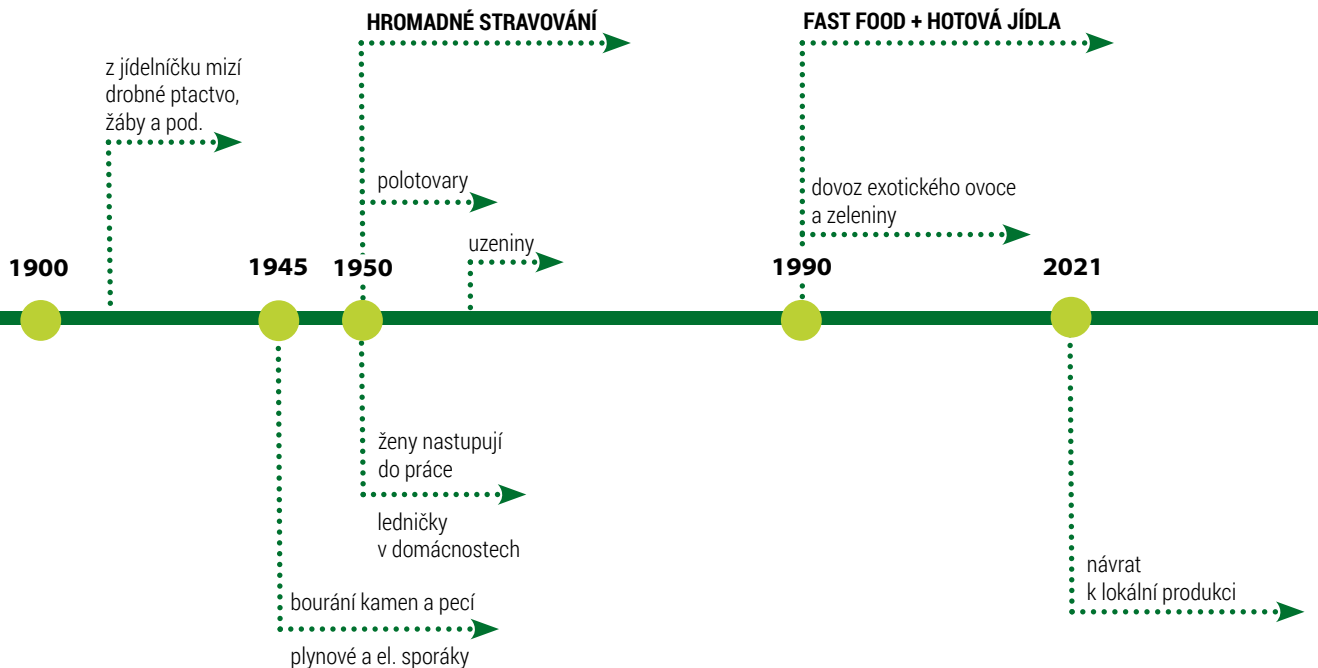 HROMADNÉ STRAVOVÁNÍ
FAST FOOD + HOTOVÁ JÍDLA
z jídelníčku mizí
drobné ptactvo,
žáby a pod.
polotovary
dovoz exotického ovoce
a zeleniny
uzeniny
1900
1945
1950
1990
2021
ženy nastupují
do práce
ledničky
v domácnostech
bourání kamen a pecí
plynové a el. sporáky
návrat
k lokální produkci